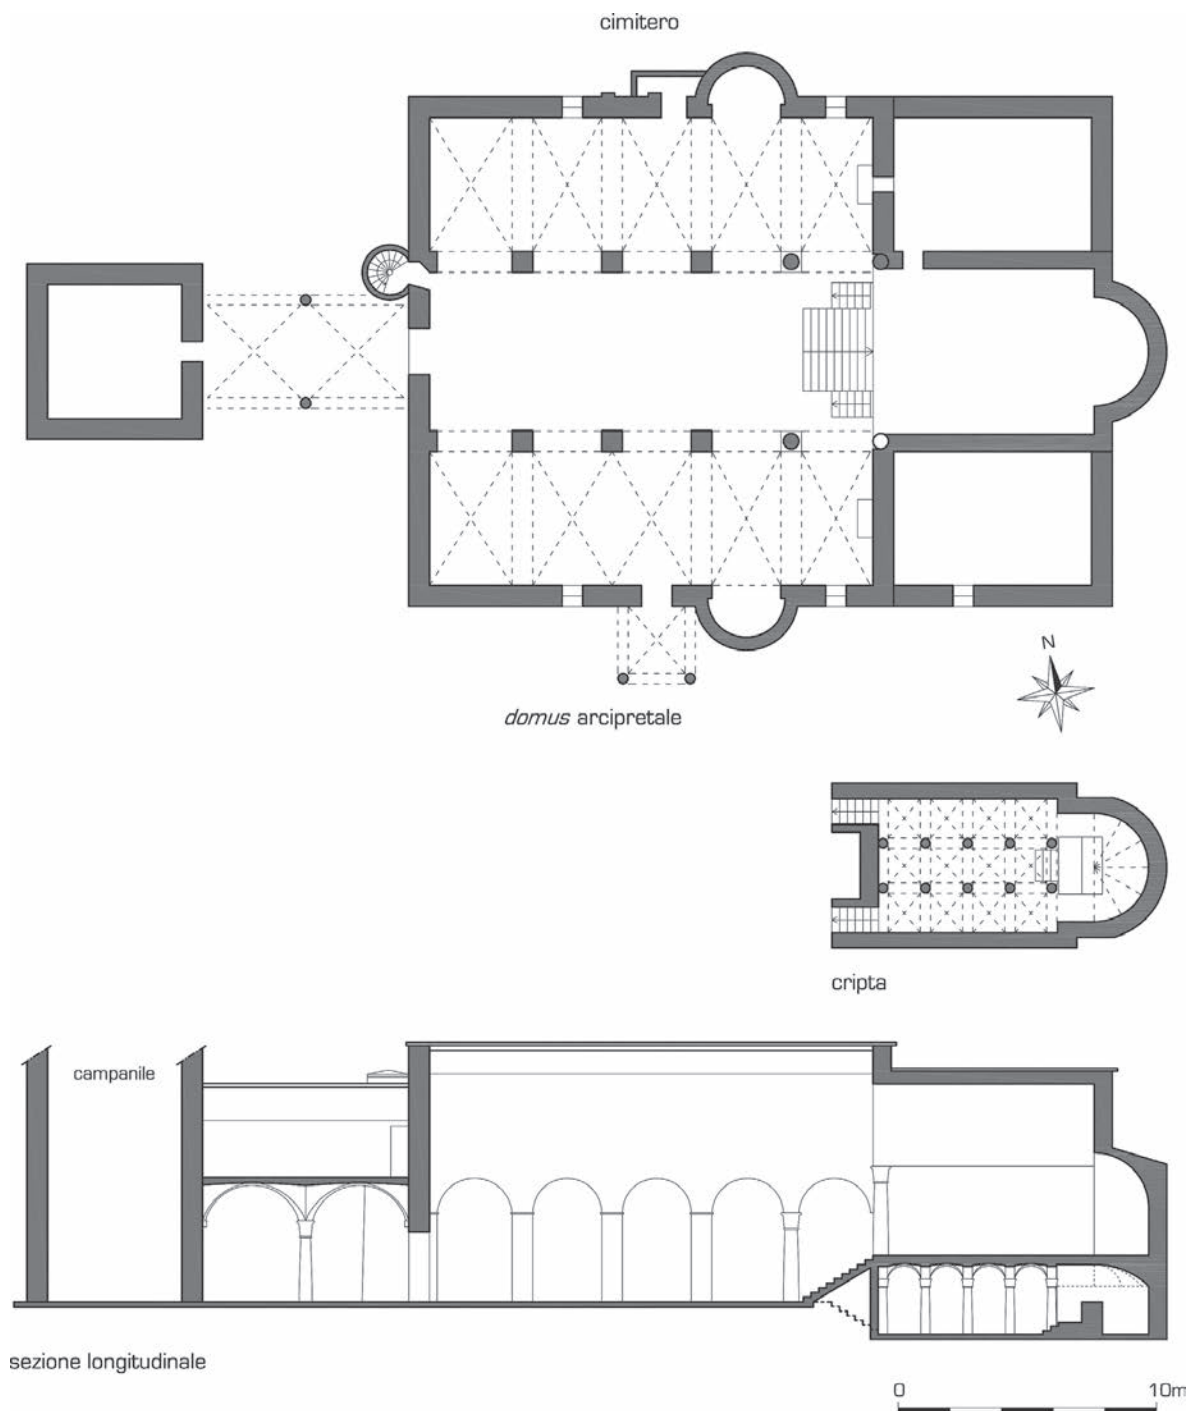 cimitero
N
domus arcipretale
cripta
campanile
sezione longitudinale
0 10m